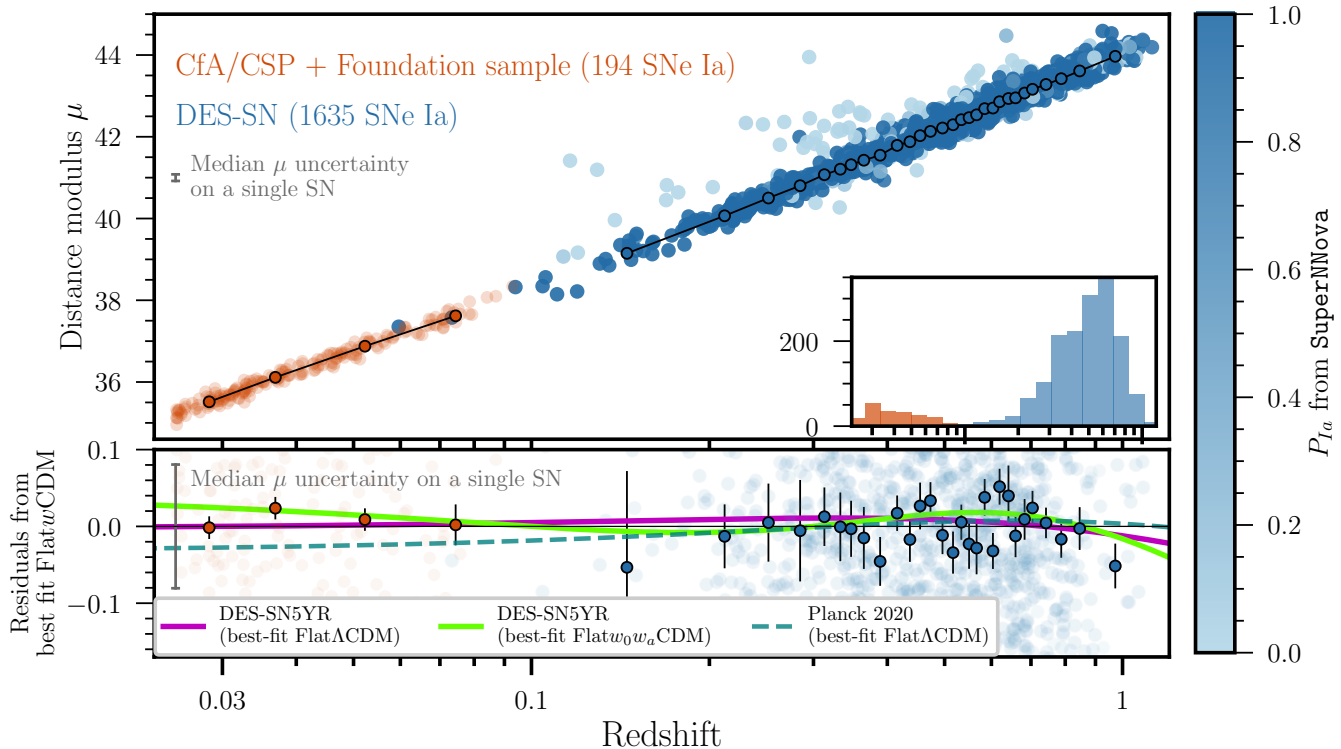 44
42
40
38
36
Distance modulus μ
CfA/CSP + Foundation sample (194 SNe Ia)
DES-SN (1635 SNe Ia)
Median μ uncertainty
on a single SN
200
0
1.0
0.8
0.6
0.4
0.2
0.0
P_{Ia} from SuperNNova
0.1
0.0
−0.1
Residuals from
best fit FlatwCDM
Median μ uncertainty on a single SN
DES-SN5YR
(best-fit FlatΛCDM)
DES-SN5YR
(best-fit Flatw₀wₐCDM)
Planck 2020
(best-fit FlatΛCDM)
0.03
0.1
1
Redshift